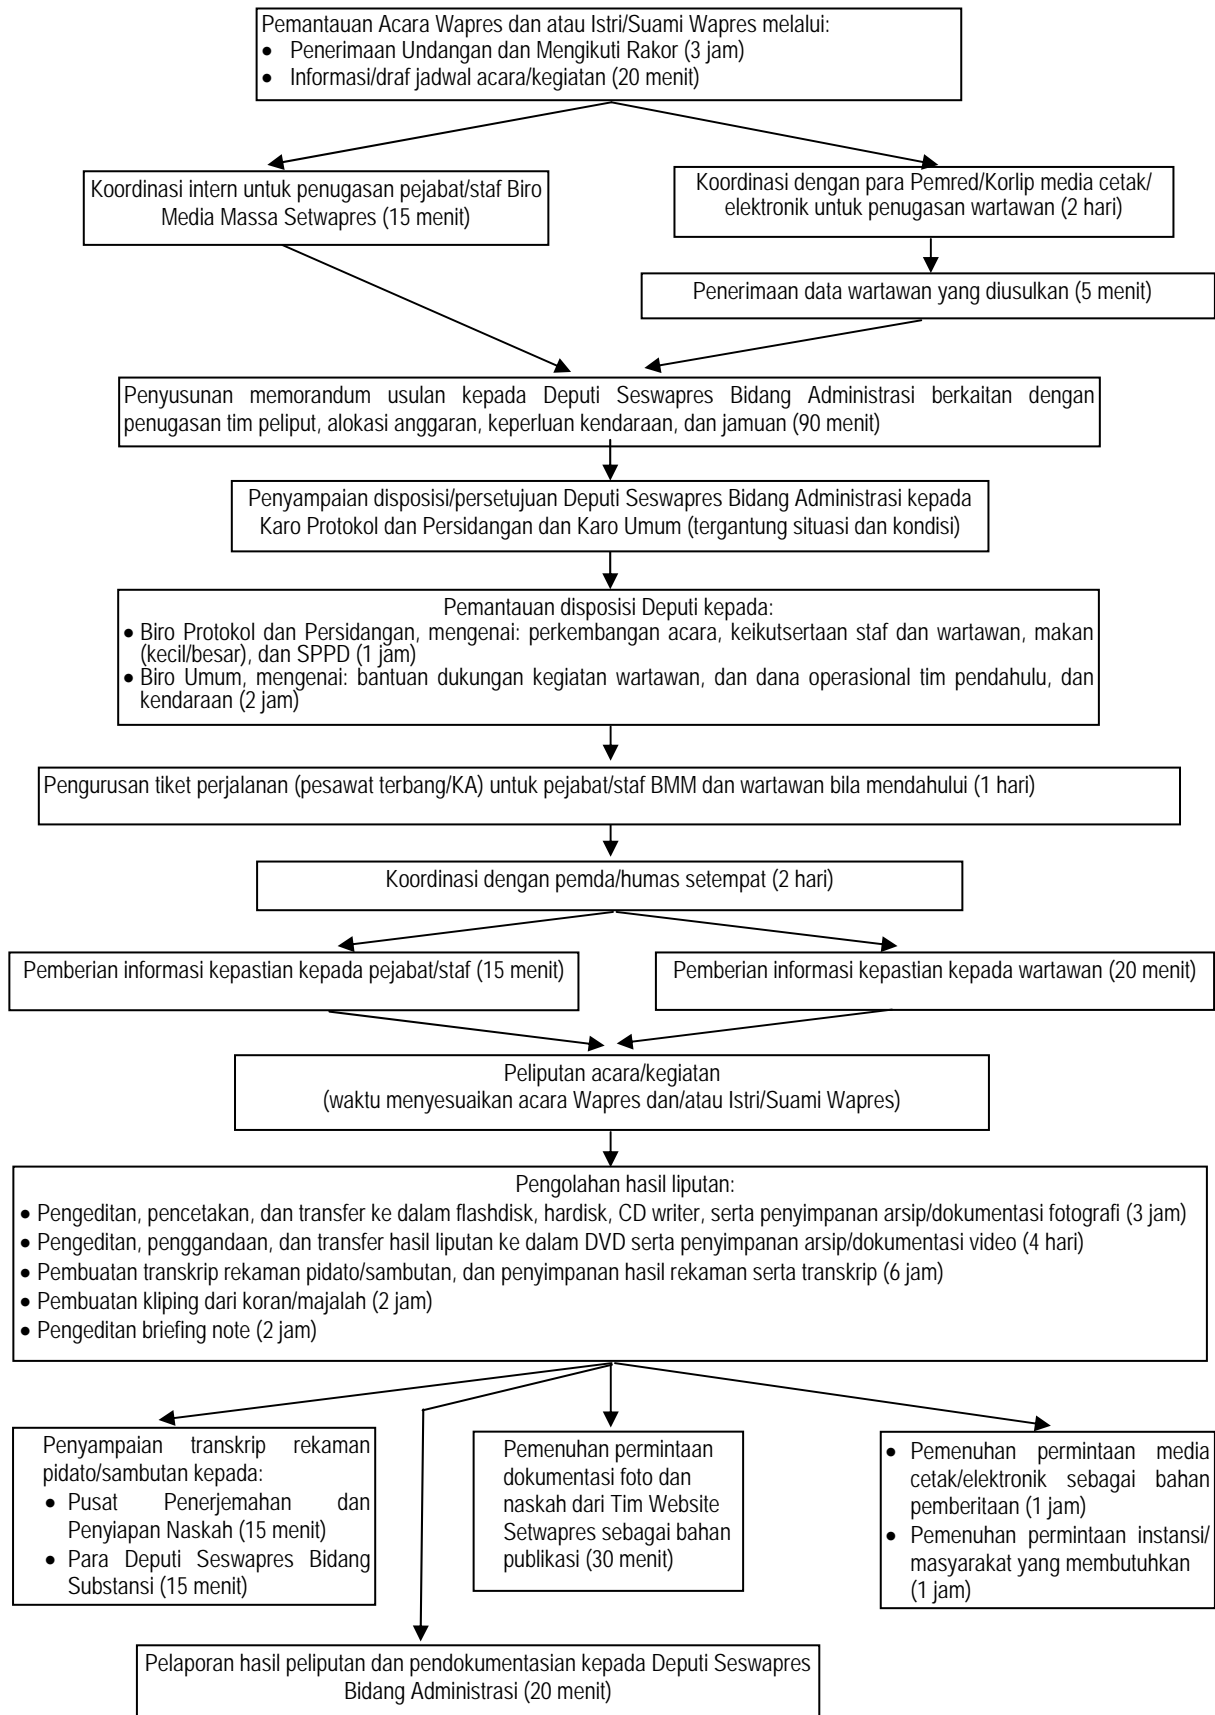 Pemantauan Acara Wapres dan atau Istri/Suami Wapres melalui:
• Penerimaan Undangan dan Mengikuti Rakor (3 jam)
• Informasi/draf jadwal acara/kegiatan (20 menit)
Koordinasi intern untuk penugasan pejabat/staf Biro
Media Massa Setwapres (15 menit)
Koordinasi dengan para Pemred/Korlip media cetak/
elektronik untuk penugasan wartawan (2 hari)
Penerimaan data wartawan yang diusulkan (5 menit)
Penyusunan memorandum usulan kepada Deputi Seswapres Bidang Administrasi berkaitan dengan
penugasan tim peliput, alokasi anggaran, keperluan kendaraan, dan jamuan (90 menit)
Penyampaian disposisi/persetujuan Deputi Seswapres Bidang Administrasi kepada
Karo Protokol dan Persidangan dan Karo Umum (tergantung situasi dan kondisi)
Pemantauan disposisi Deputi kepada:
• Biro Protokol dan Persidangan, mengenai: perkembangan acara, keikutsertaan staf dan wartawan, makan
(kecil/besar), dan SPPD (1 jam)
• Biro Umum, mengenai: bantuan dukungan kegiatan wartawan, dan dana operasional tim pendahulu, dan
kendaraan (2 jam)
Pengurusan tiket perjalanan (pesawat terbang/KA) untuk pejabat/staf BMM dan wartawan bila mendahului (1 hari)
Koordinasi dengan pemda/humas setempat (2 hari)
Pemberian informasi kepastian kepada pejabat/staf (15 menit)
Pemberian informasi kepastian kepada wartawan (20 menit)
Peliputan acara/kegiatan
(waktu menyesuaikan acara Wapres dan/atau Istri/Suami Wapres)
Pengolahan hasil liputan:
• Pengeditan, pencetakan, dan transfer ke dalam flashdisk, hardisk, CD writer, serta penyimpanan arsip/dokumentasi fotografi (3 jam)
• Pengeditan, penggandaan, dan transfer hasil liputan ke dalam DVD serta penyimpanan arsip/dokumentasi video (4 hari)
• Pembuatan transkrip rekaman pidato/sambutan, dan penyimpanan hasil rekaman serta transkrip (6 jam)
• Pembuatan kliping dari koran/majalah (2 jam)
• Pengeditan briefing note (2 jam)
Penyampaian transkrip rekaman
pidato/sambutan kepada:
• Pusat Penerjemahan dan
Penyiapan Naskah (15 menit)
• Para Deputi Seswapres Bidang
Substansi (15 menit)
Pemenuhan permintaan
dokumentasi foto dan
naskah dari Tim Website
Setwapres sebagai bahan
publikasi (30 menit)
• Pemenuhan permintaan media
cetak/elektronik sebagai bahan
pemberitaan (1 jam)
• Pemenuhan permintaan instansi/
masyarakat yang membutuhkan
(1 jam)
Pelaporan hasil peliputan dan pendokumentasian kepada Deputi Seswapres
Bidang Administrasi (20 menit)